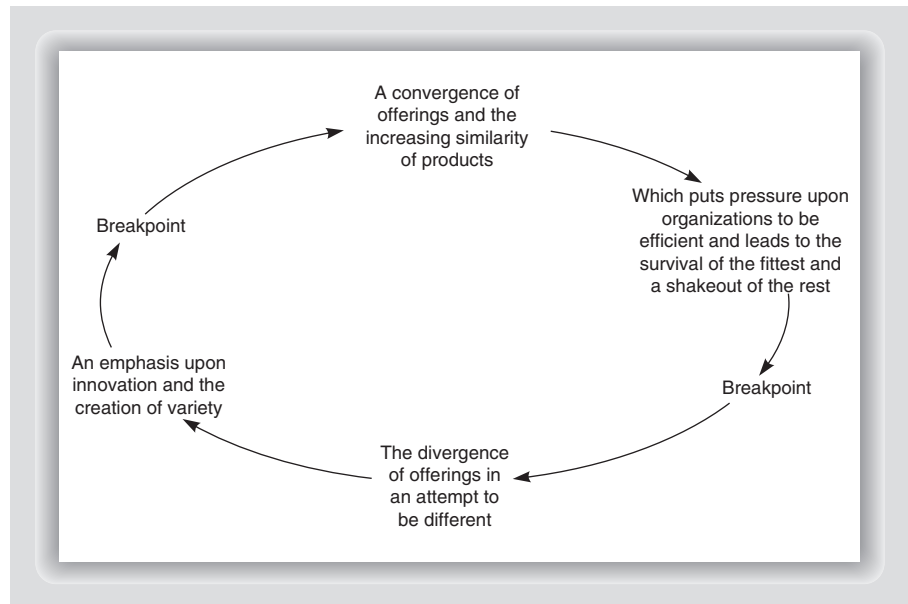 A convergence of
offerings and the
increasing similarity
of products
Which puts pressure upon
organizations to be
efficient and leads to the
survival of the fittest and
a shakeout of the rest
Breakpoint
The divergence
of offerings in
an attempt to
be different
An emphasis upon
innovation and the
creation of variety
Breakpoint